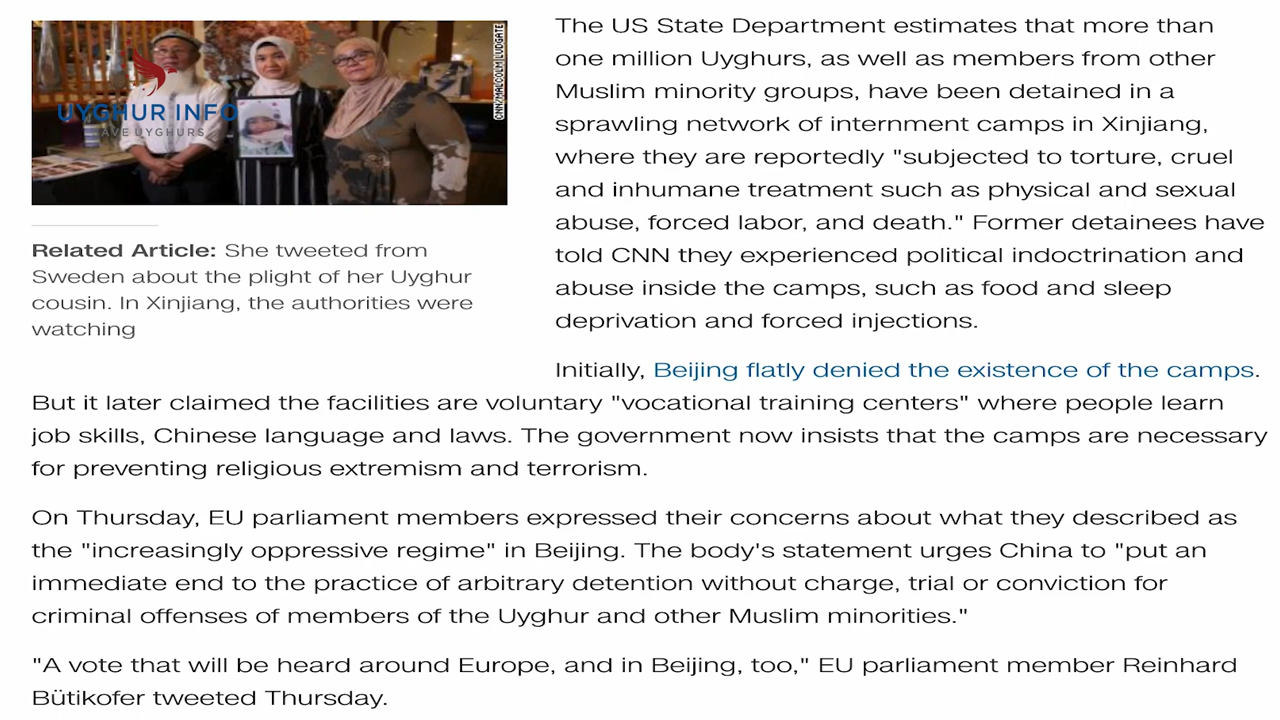 CNN/MALCOLM LUDGATE
UYGHUR INFO
AVE UYGHURS
Related Article: She tweeted from
Sweden about the plight of her Uyghur
cousin. In Xinjiang, the authorities were
watching
The US State Department estimates that more than
one million Uyghurs, as well as members from other
Muslim minority groups, have been detained in a
sprawling network of internment camps in Xinjiang,
where they are reportedly "subjected to torture, cruel
and inhumane treatment such as physical and sexual
abuse, forced labor, and death." Former detainees have
told CNN they experienced political indoctrination and
abuse inside the camps, such as food and sleep
deprivation and forced injections.
Initially, Beijing flatly denied the existence of the camps.
But it later claimed the facilities are voluntary "vocational training centers" where people learn
job skills, Chinese language and laws. The government now insists that the camps are necessary
for preventing religious extremism and terrorism.
On Thursday, EU parliament members expressed their concerns about what they described as
the "increasingly oppressive regime" in Beijing. The body's statement urges China to "put an
immediate end to the practice of arbitrary detention without charge, trial or conviction for
criminal offenses of members of the Uyghur and other Muslim minorities."
"A vote that will be heard around Europe, and in Beijing, too," EU parliament member Reinhard
Bütikofer tweeted Thursday.